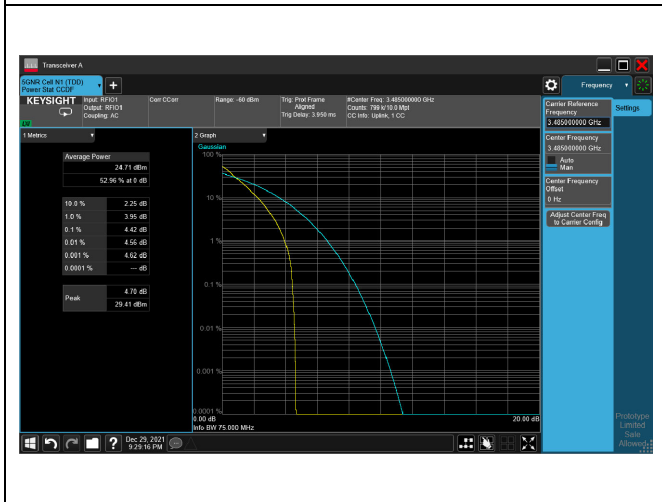 Transceiver A
5GNR Cell N1 (TDD)
Power Stat CCDF
Frequency
KEYSIGHT
Input: RFIO1
Output: RFIO1
Coupling: AC
Corr CCorr
Range: -60 dBm
Trig: Prot Frame
Aligned
Trig Delay: 3.950 ms
#Center Freq: 3.485000000 GHz
Counts: 799 k/10.0 Mpt
CC Info: Uplink, 1 CC
1 Metrics
Average Power
24.71 dBm
52.96 % at 0 dB
10.0 % 2.25 dB
1.0 % 3.95 dB
0.1 % 4.42 dB
0.01 % 4.56 dB
0.001 % 4.62 dB
0.0001 % --- dB
Peak 4.70 dB
29.41 dBm
2 Graph
Gaussian
100 %
10 %
1 %
0.1 %
0.01 %
0.001 %
0.0001 %
0.00 dB 20.00 dB
Info BW 75.000 MHz
Carrier Reference
Frequency
3.485000000 GHz
Center Frequency
3.485000000 GHz
Auto
Man
Center Frequency
Offset
0 Hz
Adjust Center Freq
to Carrier Config
Settings
Prototype
Limited
Sale
Allowed
Dec 29, 2021
9:29:16 PM